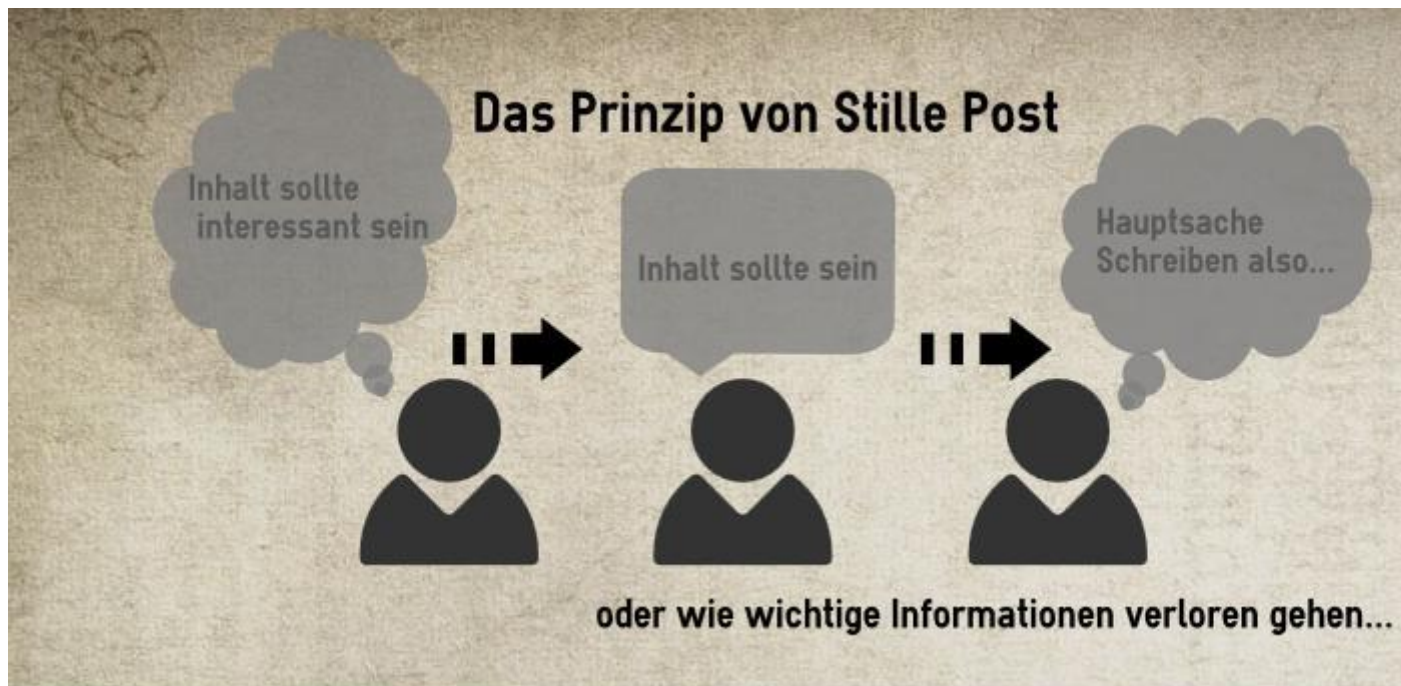 Das Prinzip von Stille Post
Inhalt sollte
interessant sein
Inhalt sollte sein
Hauptsache
Schreiben also...
oder wie wichtige Informationen verloren gehen...